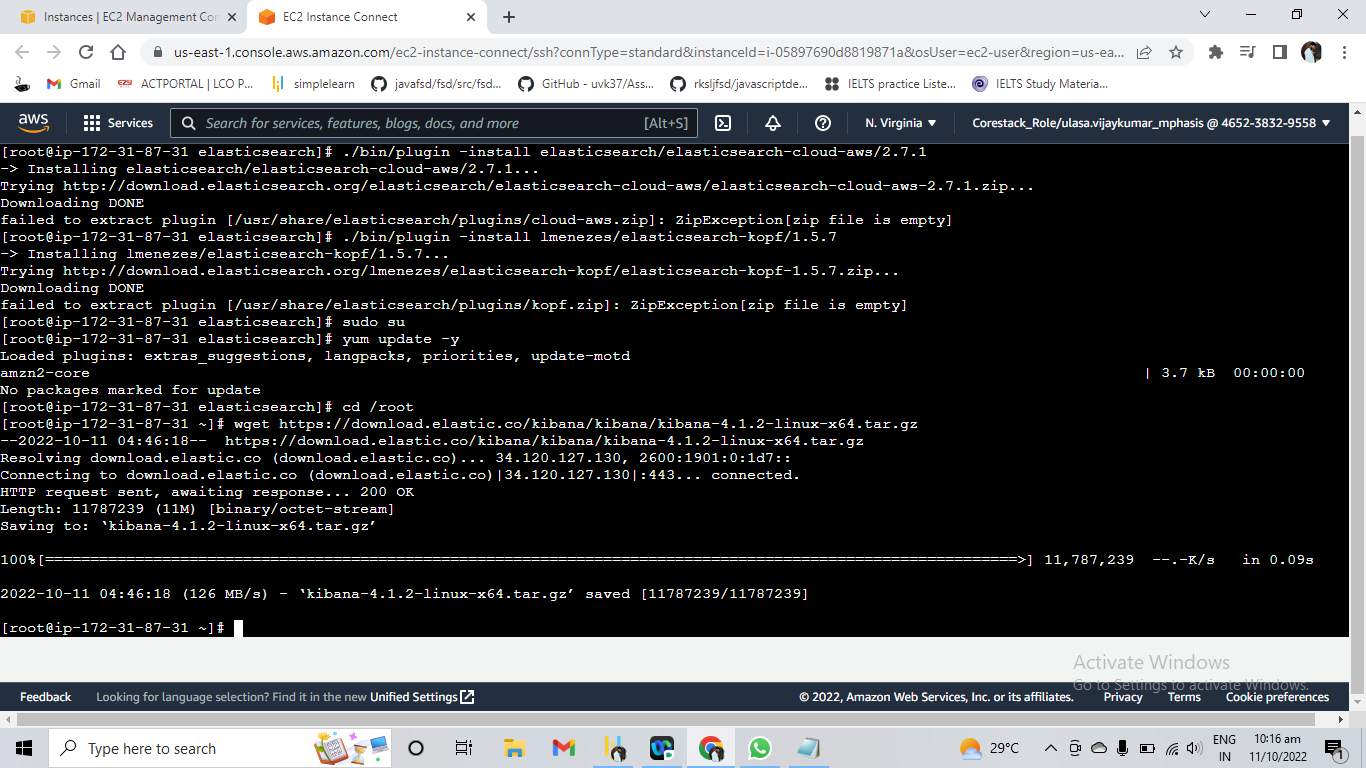 Instances | EC2 Management Con
EC2 Instance Connect
us-east-1.console.aws.amazon.com/ec2-instance-connect/ssh?connType=standard&instanceId=i-05897690d8819871a&osUser=ec2-user&region=us-ea...
Gmail
ACTPORTAL | LCO P...
simplelearn
javafsd/fsd/src/fsd...
GitHub - uvk37/Ass...
rksljfsd/javascriptde...
IELTS practice Liste...
IELTS Study Materia...
aws
Services
Search for services, features, blogs, docs, and more
[Alt+S]
N. Virginia
Corestack_Role/ulasa.vijaykumar_mphasis @ 4652-3832-9558
[root@ip-172-31-87-31 elasticsearch]# ./bin/plugin -install elasticsearch/elasticsearch-cloud-aws/2.7.1
-> Installing elasticsearch/elasticsearch-cloud-aws/2.7.1...
Trying http://download.elasticsearch.org/elasticsearch/elasticsearch-cloud-aws/elasticsearch-cloud-aws-2.7.1.zip...
Downloading DONE
failed to extract plugin [/usr/share/elasticsearch/plugins/cloud-aws.zip]: ZipException[zip file is empty]
[root@ip-172-31-87-31 elasticsearch]# ./bin/plugin -install lmenezes/elasticsearch-kopf/1.5.7
-> Installing lmenezes/elasticsearch-kopf/1.5.7...
Trying http://download.elasticsearch.org/lmenezes/elasticsearch-kopf/elasticsearch-kopf-1.5.7.zip...
Downloading DONE
failed to extract plugin [/usr/share/elasticsearch/plugins/kopf.zip]: ZipException[zip file is empty]
[root@ip-172-31-87-31 elasticsearch]# sudo su
[root@ip-172-31-87-31 elasticsearch]# yum update -y
Loaded plugins: extras_suggestions, langpacks, priorities, update-motd
amzn2-core | 3.7 kB 00:00:00
No packages marked for update
[root@ip-172-31-87-31 elasticsearch]# cd /root
[root@ip-172-31-87-31 ~]# wget https://download.elastic.co/kibana/kibana/kibana-4.1.2-linux-x64.tar.gz
--2022-10-11 04:46:18-- https://download.elastic.co/kibana/kibana/kibana-4.1.2-linux-x64.tar.gz
Resolving download.elastic.co (download.elastic.co)... 34.120.127.130, 2600:1901:0:1d7::
Connecting to download.elastic.co (download.elastic.co)|34.120.127.130|:443... connected.
HTTP request sent, awaiting response... 200 OK
Length: 11787239 (11M) [binary/octet-stream]
Saving to: ‘kibana-4.1.2-linux-x64.tar.gz’
100%[============================================================================================================>] 11,787,239 --.-K/s in 0.09s
2022-10-11 04:46:18 (126 MB/s) - ‘kibana-4.1.2-linux-x64.tar.gz’ saved [11787239/11787239]
[root@ip-172-31-87-31 ~]#
Activate Windows
Go to Settings to activate Windows.
Feedback
Looking for language selection? Find it in the new Unified Settings
© 2022, Amazon Web Services, Inc. or its affiliates.
Privacy
Terms
Cookie preferences
Type here to search
29°C
ENG
IN
10:16 am
11/10/2022
1